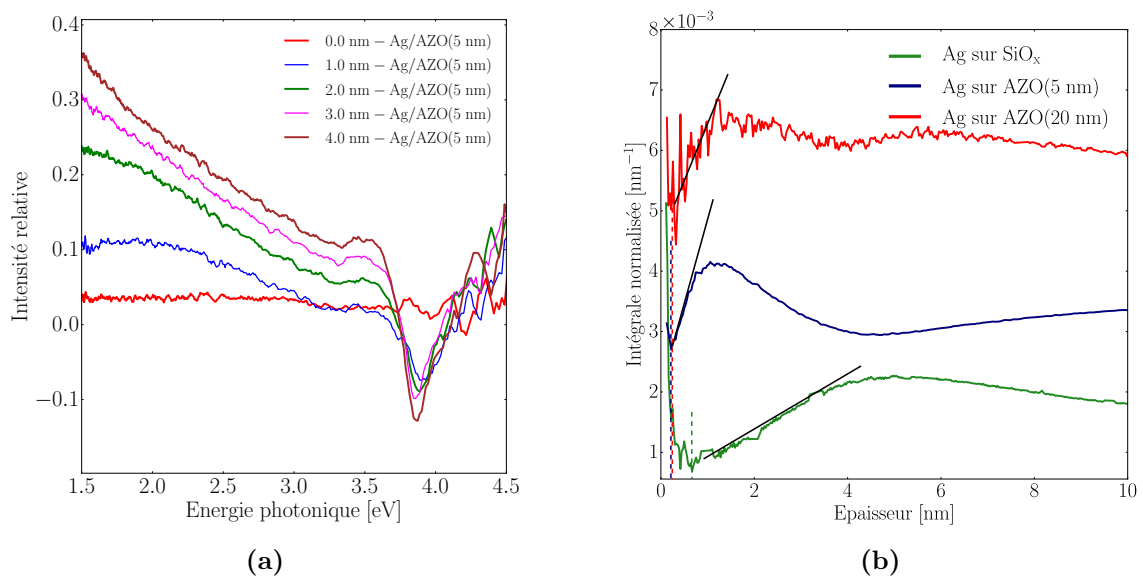 0.4
0.3
0.2
0.1
0.0
−0.1
1.5 2.0 2.5 3.0 3.5 4.0 4.5
Energie photonique [eV]
Intensité relative
0.0 nm − Ag/AZO(5 nm)
1.0 nm − Ag/AZO(5 nm)
2.0 nm − Ag/AZO(5 nm)
3.0 nm − Ag/AZO(5 nm)
4.0 nm − Ag/AZO(5 nm)
(a)
×10⁻³
8
7
6
5
4
3
2
1
0 2 4 6 8 10
Epaisseur [nm]
Intégrale normalisée [nm⁻¹]
Ag sur SiOₓ
Ag sur AZO(5 nm)
Ag sur AZO(20 nm)
(b)